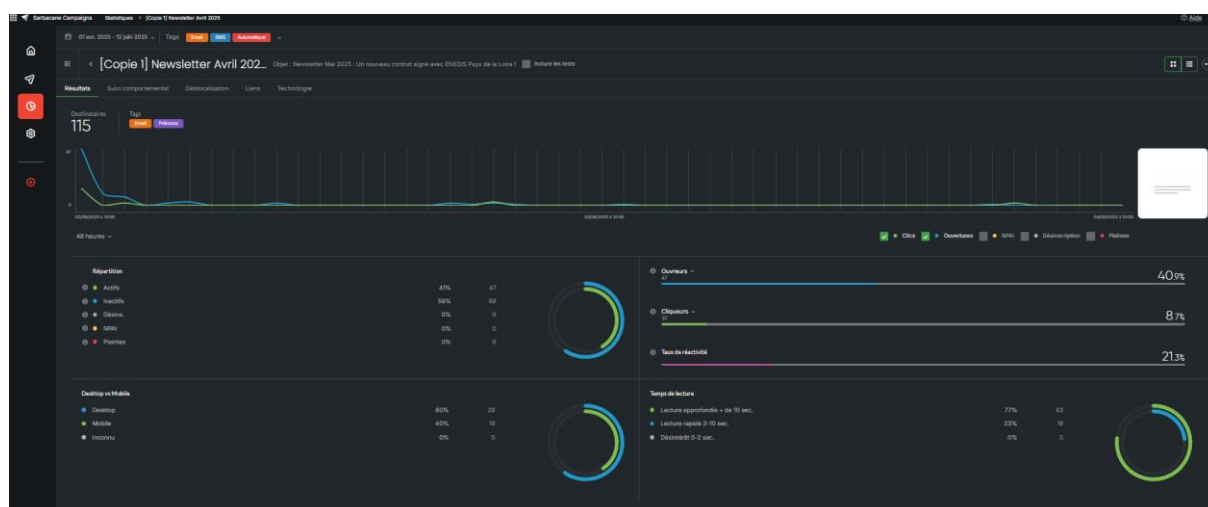 Sarbacane Campaigns Statistiques > [Copie 1] Newsletter Avril 2025
Aide
01 avr. 2025 - 12 juin 2025 Tags Email SMS Automatique
< [Copie 1] Newsletter Avril 202... Objet : Newsletter Mai 2025 : Un nouveau contrat signé avec ENEDIS Pays de la Loire ! Inclure les tests
Résultats Suivi comportemental Géolocalisation Liens Technologie
Destinataires Tags
115 Email Prénoms
47
0
48 heures
Clics Ouvertures NPAI Désinscription Plaintes
Répartition
Actifs 41% 47
Inactifs 59% 68
Désins. 0% 0
NPAI 0% 0
Plaintes 0% 0
Ouvreurs 40.9%
47
Cliqueurs 8.7%
10
Taux de réactivité 21.3%
Desktop vs Mobile
Desktop 60% 28
Mobile 40% 19
Inconnu 0% 0
Temps de lecture
Lecture approfondie + de 10 sec. 77% 63
Lecture rapide 3-10 sec. 23% 19
Désintérêt 0-2 sec. 0% 0